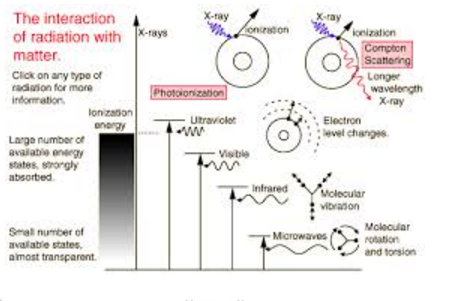 The interaction
of radiation with
matter.
Click on any type of
radiation for more
information.
Ionization
energy
Large number of
available energy
states, strongly
absorbed.
Small number of
available states,
almost transparent.
X-rays
X-ray
ionization
Photoionization
X-ray
ionization
Compton
Scattering
Longer
wavelength
X-ray
Ultraviolet
Electron
level changes.
Visible
Infrared
Molecular
vibration
Microwaves
Molecular
rotation
and torsion